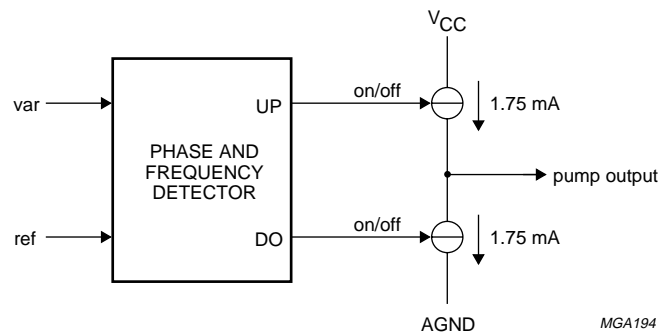 VCC
on/off
var
UP
1.75 mA
PHASE AND
FREQUENCY
DETECTOR
pump output
on/off
ref
DO
1.75 mA
AGND
MGA194